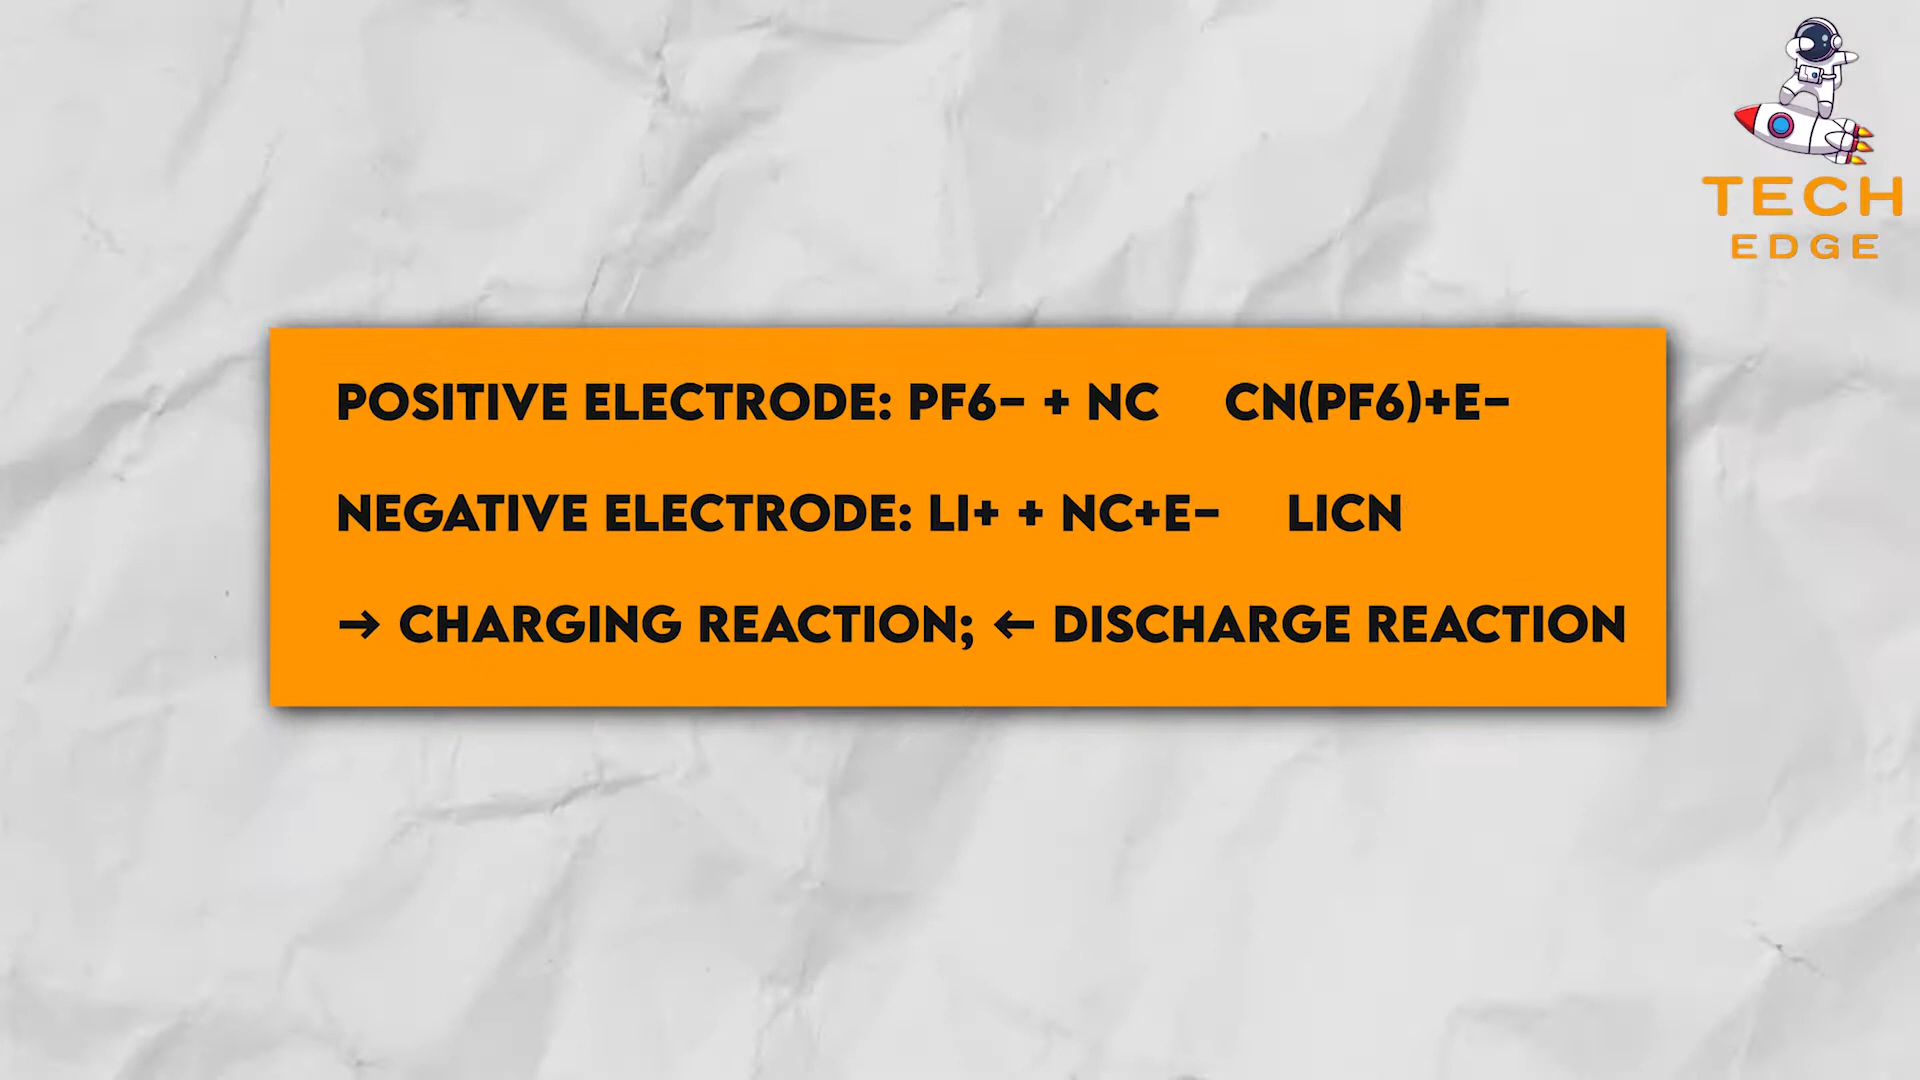 TECH
EDGE
POSITIVE ELECTRODE: PF6− + NC CN(PF6)+E−
NEGATIVE ELECTRODE: LI+ + NC+E− LICN
→ CHARGING REACTION; ← DISCHARGE REACTION